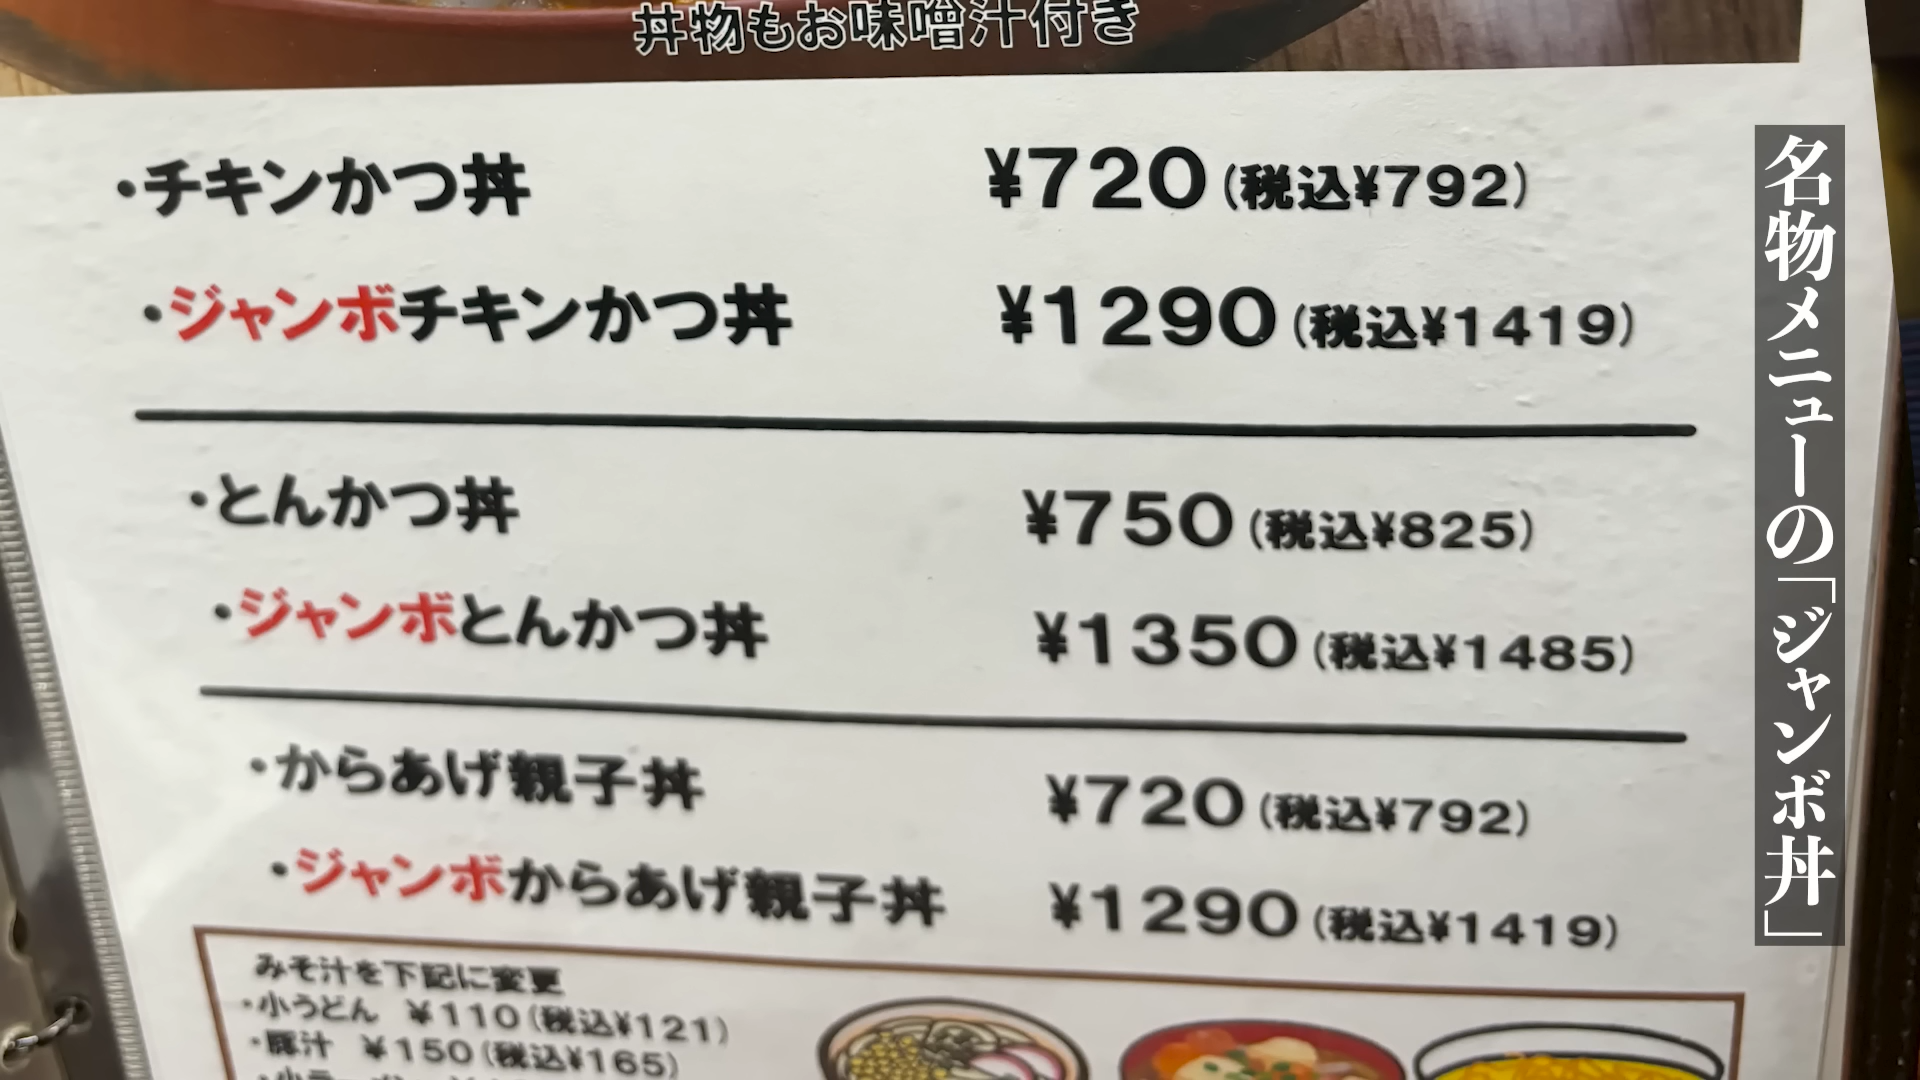 丼物もお味噌汁付き
・チキンかつ丼 ¥720(税込¥792)
・ジャンボチキンかつ丼 ¥1290(税込¥1419)
・とんかつ丼 ¥750(税込¥825)
・ジャンボとんかつ丼 ¥1350(税込¥1485)
・からあげ親子丼 ¥720(税込¥792)
・ジャンボからあげ親子丼 ¥1290(税込¥1419)
みそ汁を下記に変更
・小うどん ¥110(税込¥121)
・豚汁 ¥150(税込¥165)
名物メニューの「ジャンボ丼」